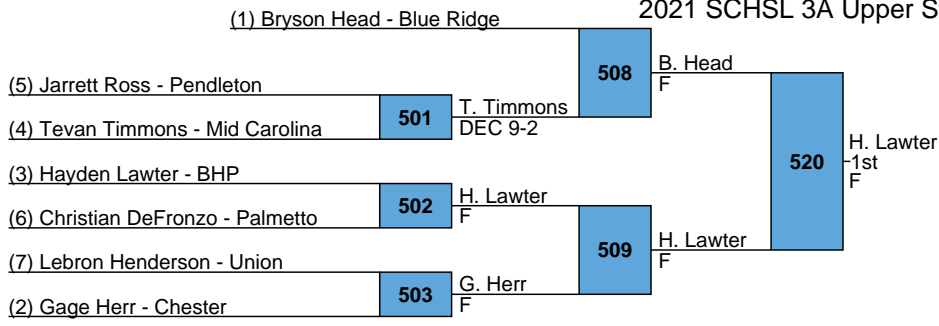 2021 SCHSL 3A Upper S
(1) Bryson Head - Blue Ridge
508
B. Head
F
(5) Jarrett Ross - Pendleton
501
T. Timmons
DEC 9-2
(4) Tevan Timmons - Mid Carolina
520
H. Lawter
1st
F
(3) Hayden Lawter - BHP
502
H. Lawter
F
(6) Christian DeFronzo - Palmetto
509
H. Lawter
F
(7) Lebron Henderson - Union
503
G. Herr
F
(2) Gage Herr - Chester